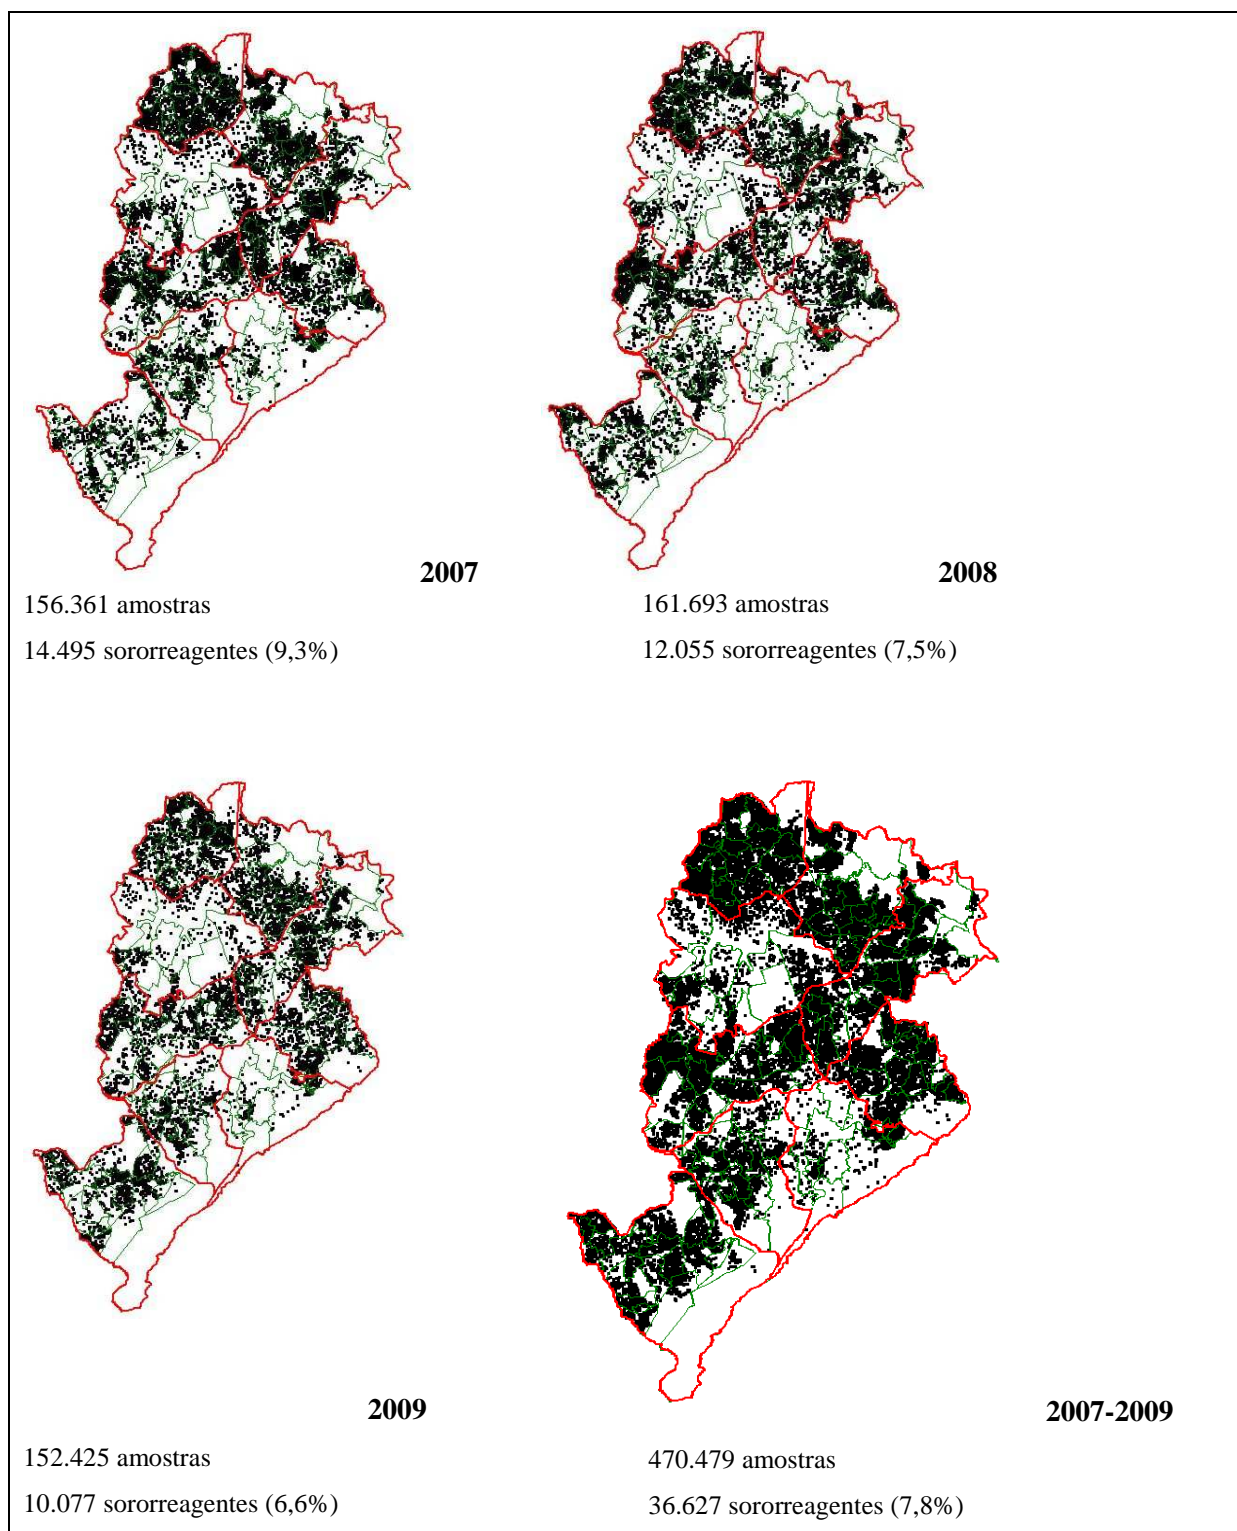 2007
156.361 amostras
14.495 sororreagentes (9,3%)
2008
161.693 amostras
12.055 sororreagentes (7,5%)
2009
152.425 amostras
10.077 sororreagentes (6,6%)
2007-2009
470.479 amostras
36.627 sororreagentes (7,8%)